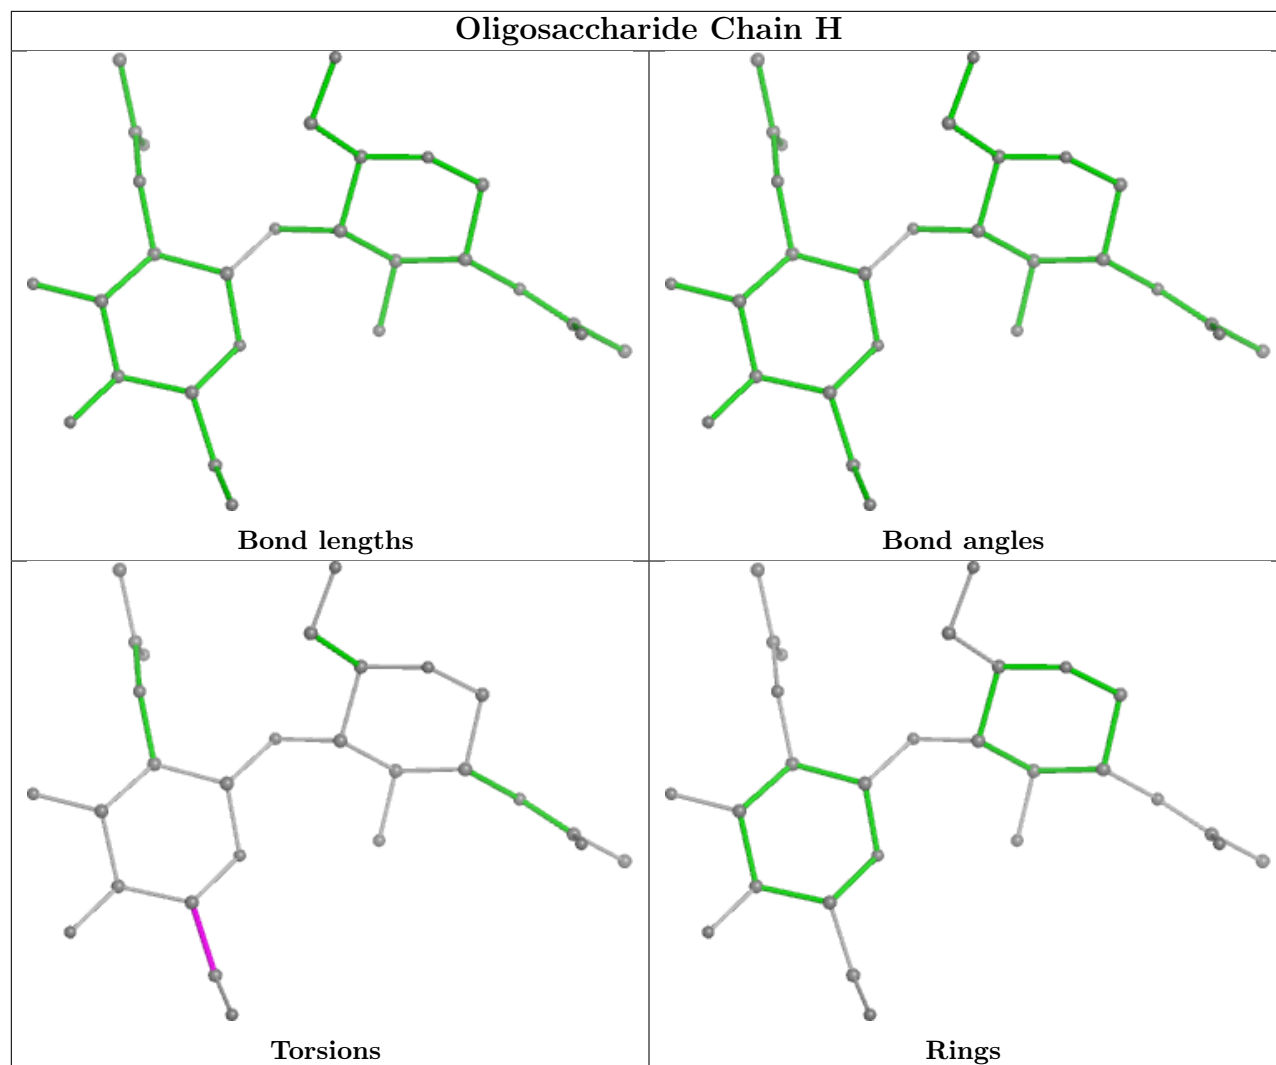 Oligosaccharide Chain H
Bond lengths
Bond angles
Torsions
Rings